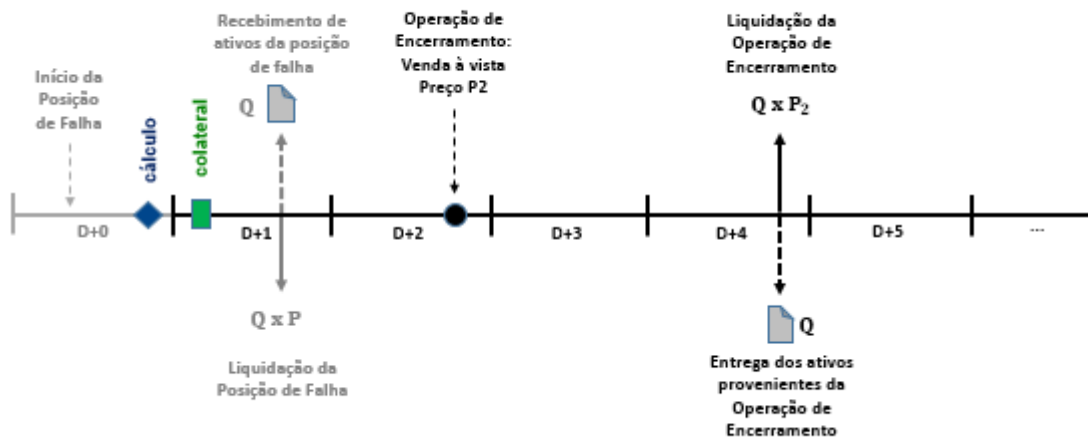 Início da
Posição
de Falha
cálculo
colateral
Recebimento de
ativos da posição
de falha
Q
Operação de
Encerramento:
Venda à vista
Preço P2
Liquidação da
Operação de
Encerramento
Q x P₂
D+0
D+1
D+2
D+3
D+4
D+5
...
Q x P
Liquidação da
Posição de Falha
Q
Entrega dos ativos
provenientes da
Operação de
Encerramento